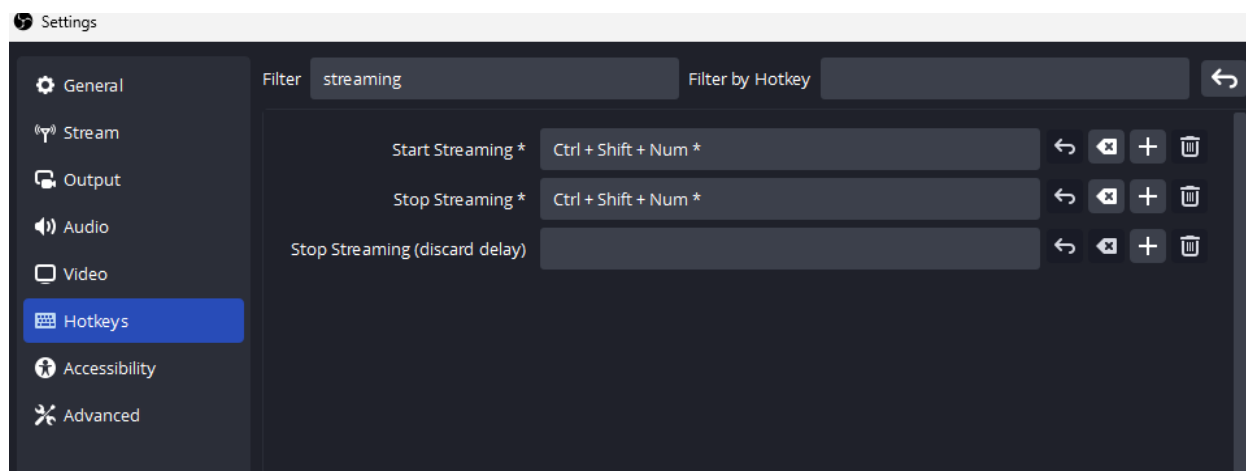 Settings
General
Stream
Output
Audio
Video
Hotkeys
Accessibility
Advanced
Filter streaming Filter by Hotkey
Start Streaming * Ctrl + Shift + Num *
Stop Streaming * Ctrl + Shift + Num *
Stop Streaming (discard delay)